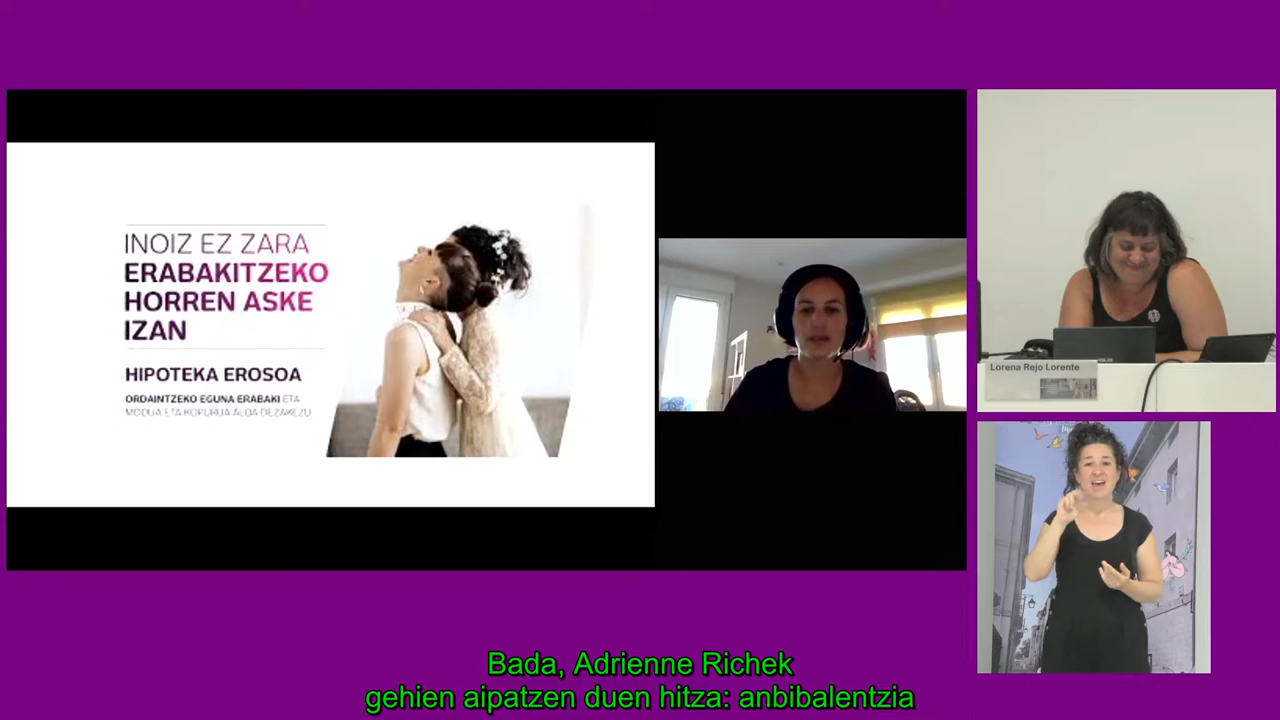 INOIZ EZ ZARA
ERABAKITZEKO
HORREN ASKE
IZAN
HIPOTEKA EROSOA
ORDAINTZEKO EGUNA ERABAKI ETA
MODUA ETA KOPURUA ALDA DEZAKEZU
Lorena Rejo Lorente
Bada, Adrienne Richek
gehien aipatzen duen hitza: anbibalentzia